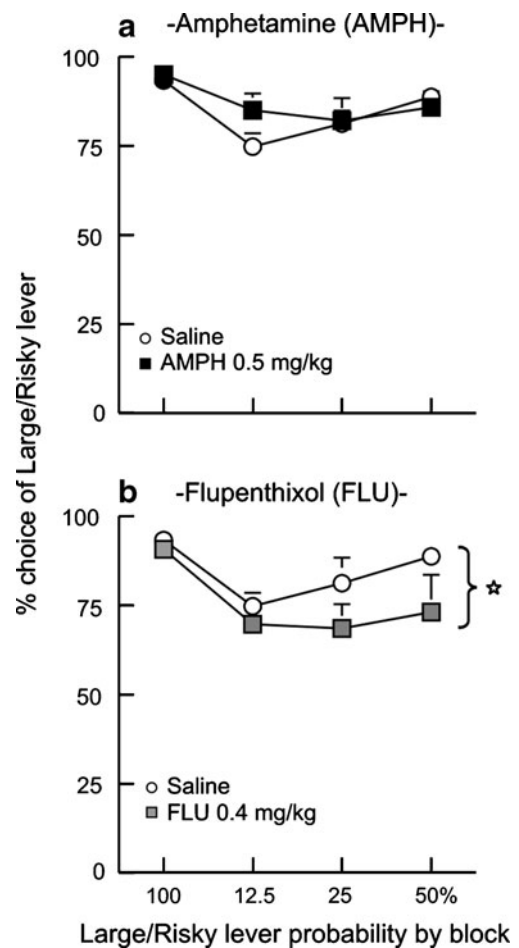 a -Amphetamine (AMPH)-
100
75
50
25
0
Saline
AMPH 0.5 mg/kg
% choice of Large/Risky lever
b -Flupenthixol (FLU)-
100
75
50
25
0
Saline
FLU 0.4 mg/kg
100 12.5 25 50%
Large/Risky lever probability by block